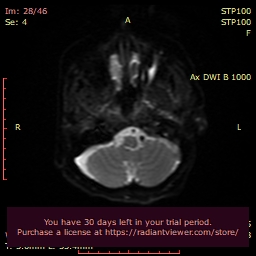 Im: 28/46
Se: 4
A
STP100
STP100
F
Ax DWI B 1000
R
L
You have 30 days left in your trial period.
Purchase a license at https://radiantviewer.com/store/